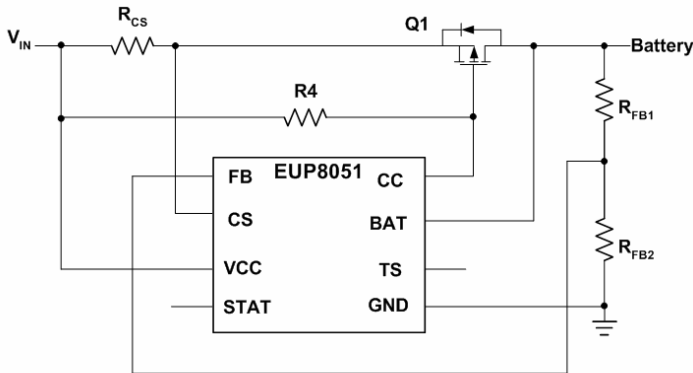 R_CS
Q1
V_IN
Battery
R4
R_FB1
EUP8051
FB
CC
CS
BAT
R_FB2
VCC
TS
STAT
GND